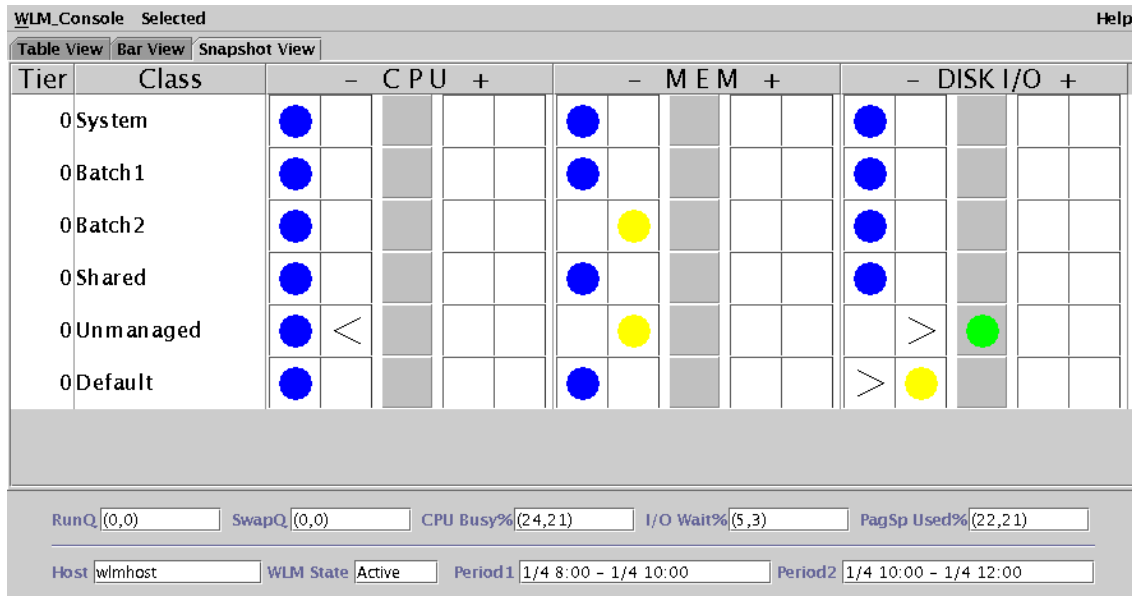 WLM_Console Selected Help
Table View Bar View Snapshot View
Tier Class - CPU + - MEM + - DISK I/O +
0 System
0 Batch1
0 Batch2
0 Shared
0 Unmanaged < >
0 Default >
RunQ (0,0) SwapQ (0,0) CPU Busy% (24,21) I/O Wait% (5,3) PagSp Used% (22,21)
Host wlmhost WLM State Active Period1 1/4 8:00 - 1/4 10:00 Period2 1/4 10:00 - 1/4 12:00